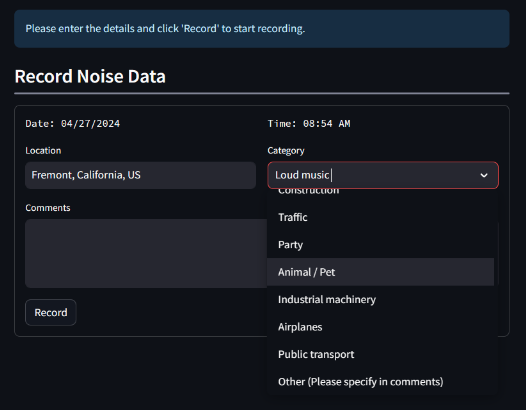 Please enter the details and click 'Record' to start recording.
Record Noise Data
Date: 04/27/2024
Time: 08:54 AM
Location
Category
Fremont, California, US
Loud music
Comments
Construction
Traffic
Party
Animal / Pet
Industrial machinery
Airplanes
Public transport
Other (Please specify in comments)
Record